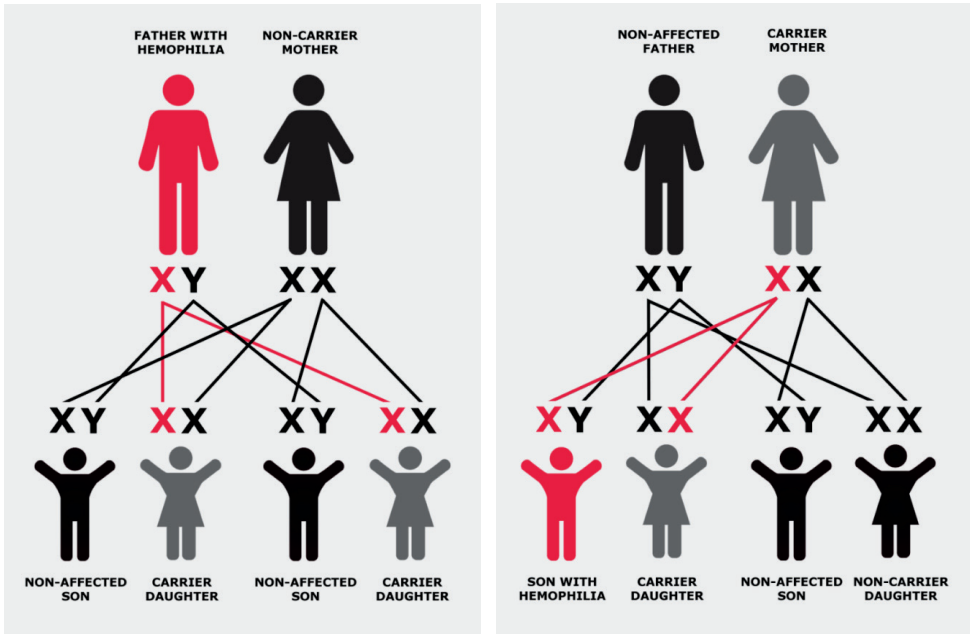 FATHER WITH
HEMOPHILIA
NON-CARRIER
MOTHER
XY
XX
XY
XX
XY
XX
NON-AFFECTED
SON
CARRIER
DAUGHTER
NON-AFFECTED
SON
CARRIER
DAUGHTER
NON-AFFECTED
FATHER
CARRIER
MOTHER
XY
XX
XY
XX
XY
XX
SON WITH
HEMOPHILIA
CARRIER
DAUGHTER
NON-AFFECTED
SON
NON-CARRIER
DAUGHTER